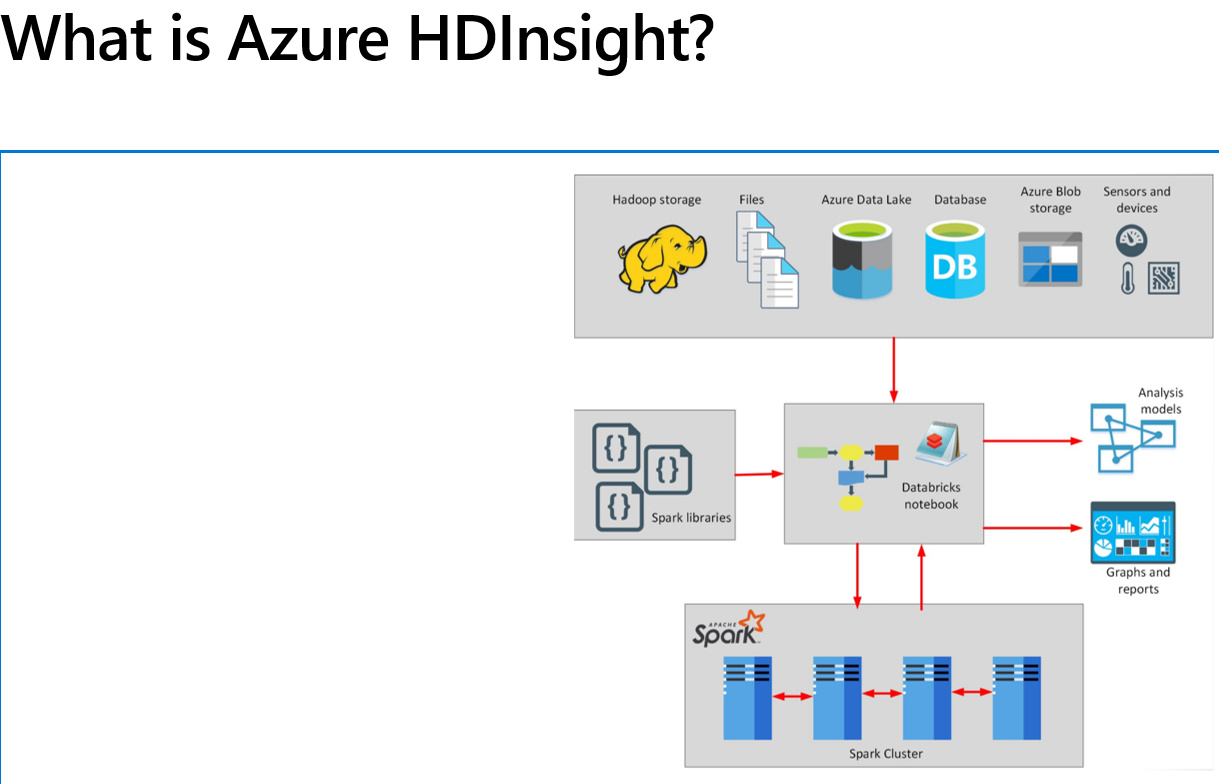 What is Azure HDInsight?
Hadoop storage
Files
Azure Data Lake
Database
Azure Blob
storage
Sensors and
devices
DB
Analysis
models
{}
{}
{}
Spark libraries
Databricks
notebook
Graphs and
reports
APACHE
Spark™
Spark Cluster